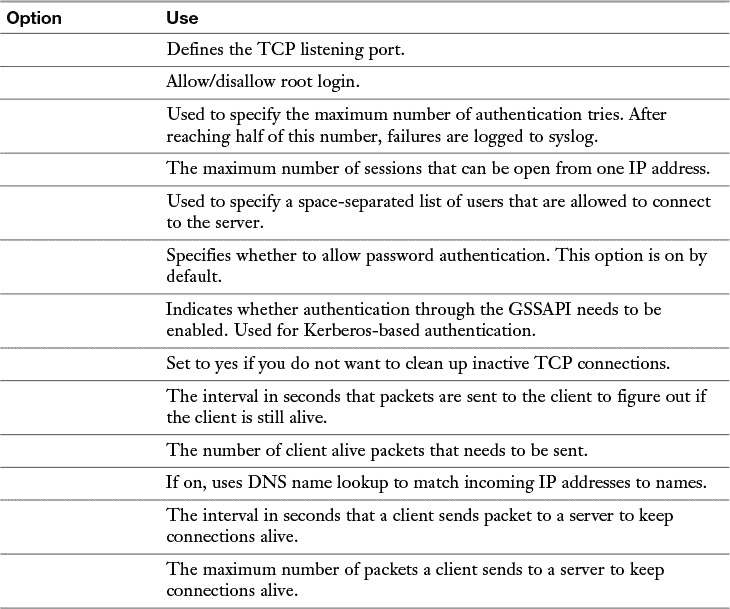 Option Use
Defines the TCP listening port.
Allow/disallow root login.
Used to specify the maximum number of authentication tries. After
reaching half of this number, failures are logged to syslog.
The maximum number of sessions that can be open from one IP address.
Used to specify a space-separated list of users that are allowed to connect
to the server.
Specifies whether to allow password authentication. This option is on by
default.
Indicates whether authentication through the GSSAPI needs to be
enabled. Used for Kerberos-based authentication.
Set to yes if you do not want to clean up inactive TCP connections.
The interval in seconds that packets are sent to the client to figure out if
the client is still alive.
The number of client alive packets that needs to be sent.
If on, uses DNS name lookup to match incoming IP addresses to names.
The interval in seconds that a client sends packet to a server to keep
connections alive.
The maximum number of packets a client sends to a server to keep
connections alive.